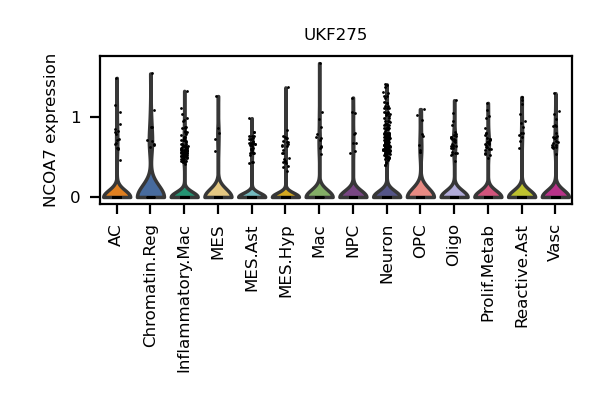 UKF275
NCOA7 expression
1
0
AC
Chromatin.Reg
Inflammatory.Mac
MES
MES.Ast
MES.Hyp
Mac
NPC
Neuron
OPC
Oligo
Prolif.Metab
Reactive.Ast
Vasc